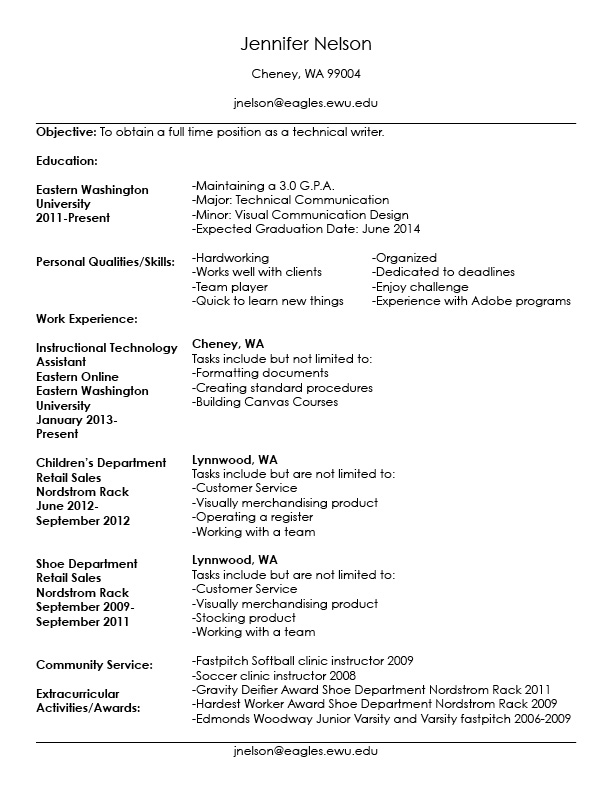 Jennifer Nelson
Cheney, WA 99004
jnelson@eagles.ewu.edu
Objective: To obtain a full time position as a technical writer.
Education:
Eastern Washington
University
2011-Present
-Maintaining a 3.0 G.P.A.
-Major: Technical Communication
-Minor: Visual Communication Design
-Expected Graduation Date: June 2014
Personal Qualities/Skills:
-Hardworking
-Works well with clients
-Team player
-Quick to learn new things
-Organized
-Dedicated to deadlines
-Enjoy challenge
-Experience with Adobe programs
Work Experience:
Instructional Technology
Assistant
Eastern Online
Eastern Washington
University
January 2013-
Present
Cheney, WA
Tasks include but not limited to:
-Formatting documents
-Creating standard procedures
-Building Canvas Courses
Children's Department
Retail Sales
Nordstrom Rack
June 2012-
September 2012
Lynnwood, WA
Tasks include but are not limited to:
-Customer Service
-Visually merchandising product
-Operating a register
-Working with a team
Shoe Department
Retail Sales
Nordstrom Rack
September 2009-
September 2011
Lynnwood, WA
Tasks include but are not limited to:
-Customer Service
-Visually merchandising product
-Stocking product
-Working with a team
Community Service:
-Fastpitch Softball clinic instructor 2009
-Soccer clinic instructor 2008
Extracurricular
Activities/Awards:
-Gravity Deifier Award Shoe Department Nordstrom Rack 2011
-Hardest Worker Award Shoe Department Nordstrom Rack 2009
-Edmonds Woodway Junior Varsity and Varsity fastpitch 2006-2009
jnelson@eagles.ewu.edu